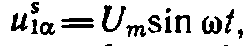 u^s_{1α} = U_m sin ωt,